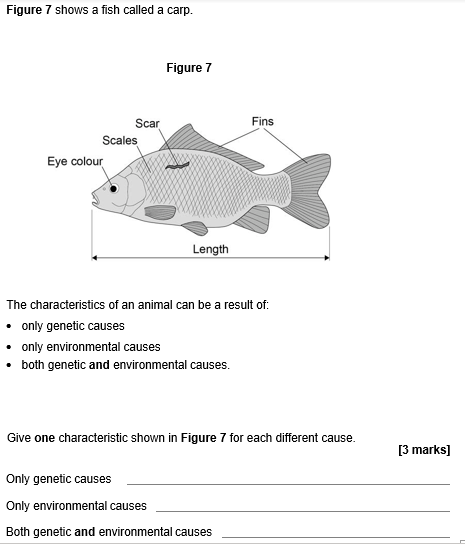 Figure 7 shows a fish called a carp.
Figure 7
Scar
Fins
Scales
Eye colour
Length
The characteristics of an animal can be a result of:
• only genetic causes
• only environmental causes
• both genetic and environmental causes.
Give one characteristic shown in Figure 7 for each different cause.
[3 marks]
Only genetic causes
Only environmental causes
Both genetic and environmental causes